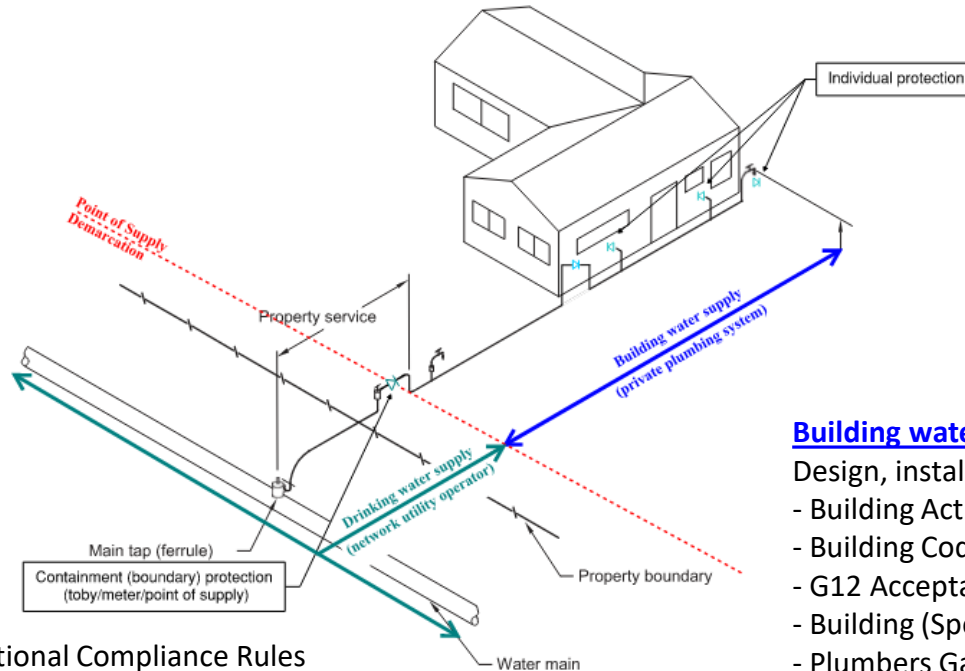 Individual protection
Point of Supply
Demarcation
Property service
Building water supply
(private plumbing system)
Drinking water supply
(network utility operator)
Main tap (ferrule)
Containment (boundary) protection
(toby/meter/point of supply)
Property boundary
Water main
tional Compliance Rules
Building wate
Design, instal
- Building Act
- Building Cod
- G12 Accepta
- Building (Spe
- Plumbers Ga